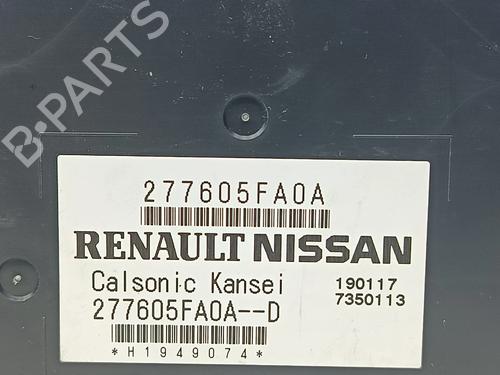 B-PARTS
277605FA0A
RENAULT NISSAN
Calsonic Kansei 190117
277605FA0A--D 7350113
*H1949074*